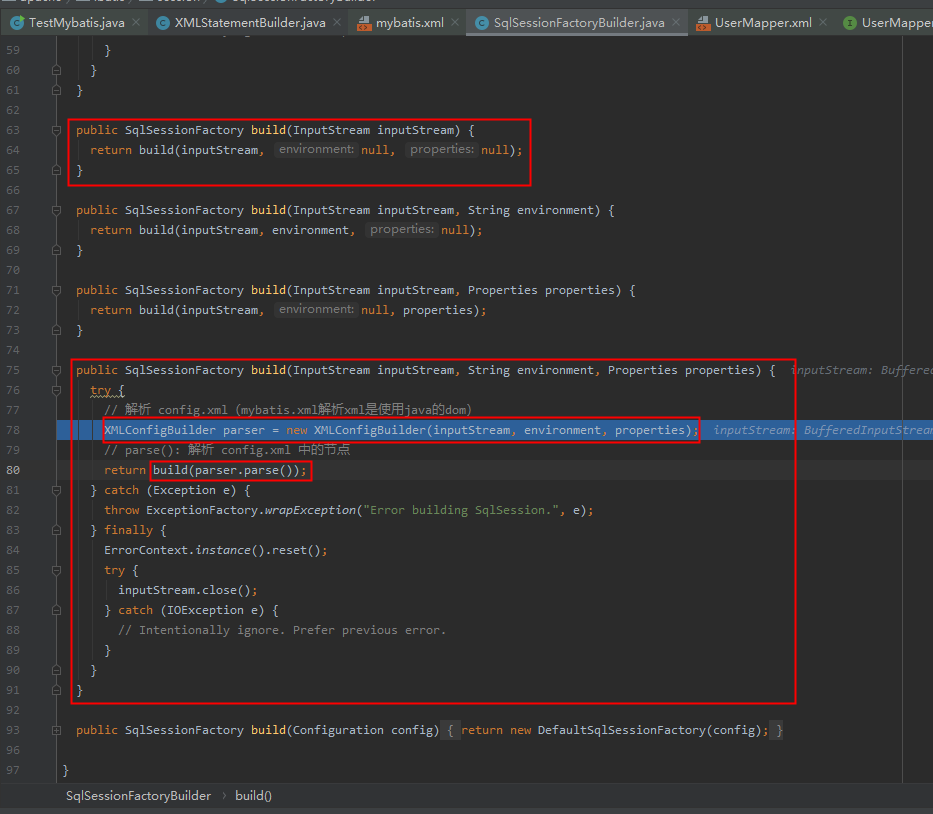 TestMybatis.java XMLStatementBuilder.java mybatis.xml SqlSessionFactoryBuilder.java UserMapper.xml UserMapper
59 }
60 }
61 }
62
63 public SqlSessionFactory build(InputStream inputStream) {
64 return build(inputStream, environment: null, properties: null);
65 }
66
67 public SqlSessionFactory build(InputStream inputStream, String environment) {
68 return build(inputStream, environment, properties: null);
69 }
70
71 public SqlSessionFactory build(InputStream inputStream, Properties properties) {
72 return build(inputStream, environment: null, properties);
73 }
74
75 public SqlSessionFactory build(InputStream inputStream, String environment, Properties properties) { inputStream: Buffered
76 try {
77 // 解析 config.xml (mybatis.xml解析xml是使用java的dom)
78 XMLConfigBuilder parser = new XMLConfigBuilder(inputStream, environment, properties); inputStream: BufferedInputStream
79 // parse(): 解析 config.xml 中的节点
80 return build(parser.parse());
81 } catch (Exception e) {
82 throw ExceptionFactory.wrapException("Error building SqlSession.", e);
83 } finally {
84 ErrorContext.instance().reset();
85 try {
86 inputStream.close();
87 } catch (IOException e) {
88 // Intentionally ignore. Prefer previous error.
89 }
90 }
91 }
92
93 public SqlSessionFactory build(Configuration config) { return new DefaultSqlSessionFactory(config); }
96
97 }
SqlSessionFactoryBuilder › build()